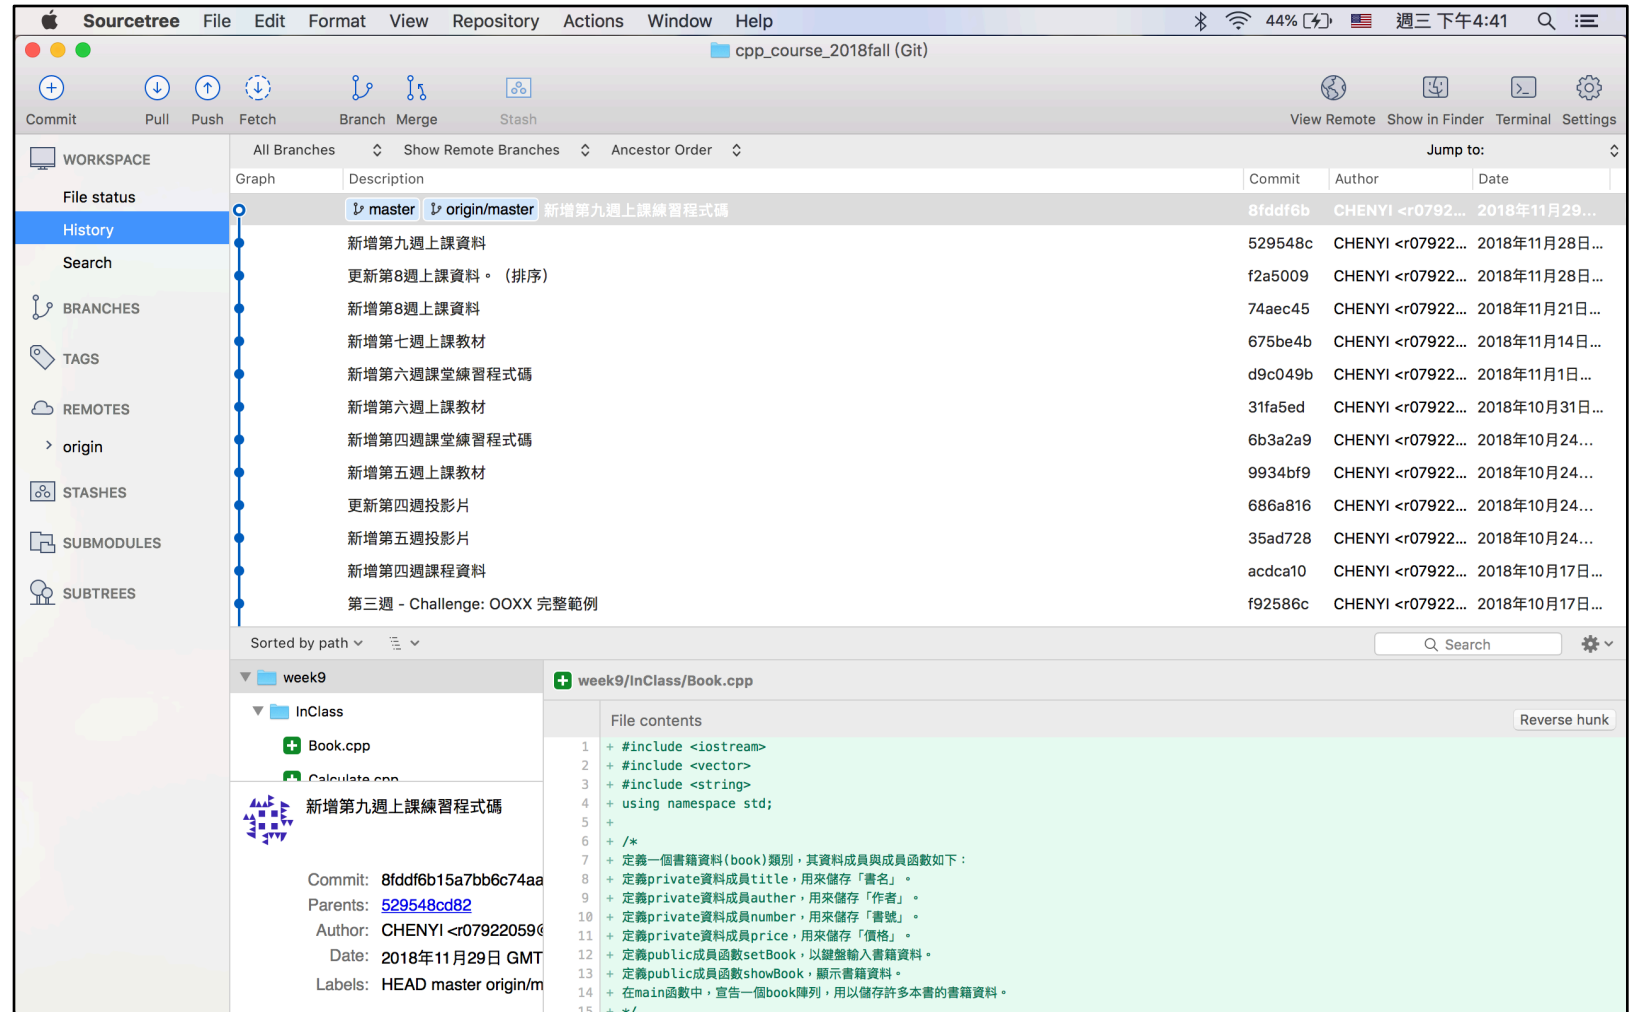 Sourcetree File Edit Format View Repository Actions Window Help 44% 週三 下午4:41
cpp_course_2018fall (Git)
Commit Pull Push Fetch Branch Merge Stash View Remote Show in Finder Terminal Settings
WORKSPACE
File status
History
Search
BRANCHES
TAGS
REMOTES
origin
STASHES
SUBMODULES
SUBTREES
All Branches Show Remote Branches Ancestor Order Jump to:
Graph Description Commit Author Date
master origin/master 新增第九週上課練習程式碼 8fddf6b CHENYI <r0792... 2018年11月29...
新增第九週上課資料 529548c CHENYI <r07922... 2018年11月28日...
更新第8週上課資料。（排序） f2a5009 CHENYI <r07922... 2018年11月28日...
新增第8週上課資料 74aec45 CHENYI <r07922... 2018年11月21日...
新增第七週上課教材 675be4b CHENYI <r07922... 2018年11月14日...
新增第六週課堂練習程式碼 d9c049b CHENYI <r07922... 2018年11月1日...
新增第六週上課教材 31fa5ed CHENYI <r07922... 2018年10月31日...
新增第四週課堂練習程式碼 6b3a2a9 CHENYI <r07922... 2018年10月24...
新增第五週上課教材 9934bf9 CHENYI <r07922... 2018年10月24...
更新第四週投影片 686a816 CHENYI <r07922... 2018年10月24...
新增第五週投影片 35ad728 CHENYI <r07922... 2018年10月24...
新增第四週課程資料 acdca10 CHENYI <r07922... 2018年10月17日...
第三週 - Challenge: OOXX 完整範例 f92586c CHENYI <r07922... 2018年10月17日...
Sorted by path Search
week9
InClass
Book.cpp
Calculate.cpp
新增第九週上課練習程式碼
Commit: 8fddf6b15a7bb6c74aa
Parents: 529548cd82
Author: CHENYI <r07922059@
Date: 2018年11月29日 GMT
Labels: HEAD master origin/m
week9/InClass/Book.cpp
File contents Reverse hunk
1 + #include <iostream>
2 + #include <vector>
3 + #include <string>
4 + using namespace std;
5 +
6 + /*
7 + 定義一個書籍資料(book)類別，其資料成員與成員函數如下：
8 + 定義private資料成員title，用來儲存「書名」。
9 + 定義private資料成員auther，用來儲存「作者」。
10 + 定義private資料成員number，用來儲存「書號」。
11 + 定義private資料成員price，用來儲存「價格」。
12 + 定義public成員函數setBook，以鍵盤輸入書籍資料。
13 + 定義public成員函數showBook，顯示書籍資料。
14 + 在main函數中，宣告一個book陣列，用以儲存許多本書的書籍資料。
15 + */